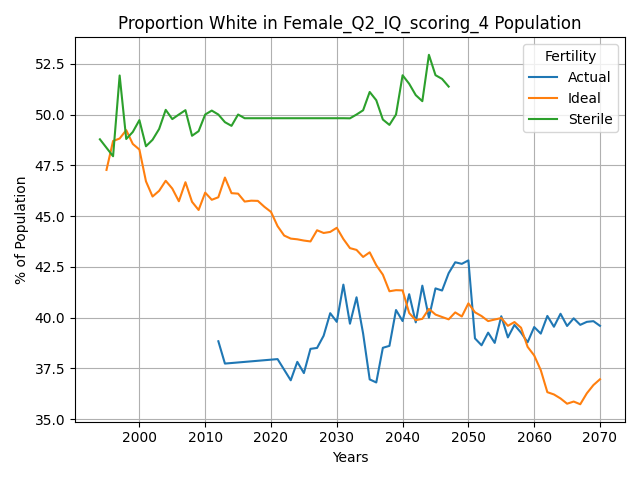 Proportion White in Female_Q2_IQ_scoring_4 Population
Fertility
Actual
Ideal
Sterile
% of Population
52.5
50.0
47.5
45.0
42.5
40.0
37.5
35.0
2000
2010
2020
2030
2040
2050
2060
2070
Years